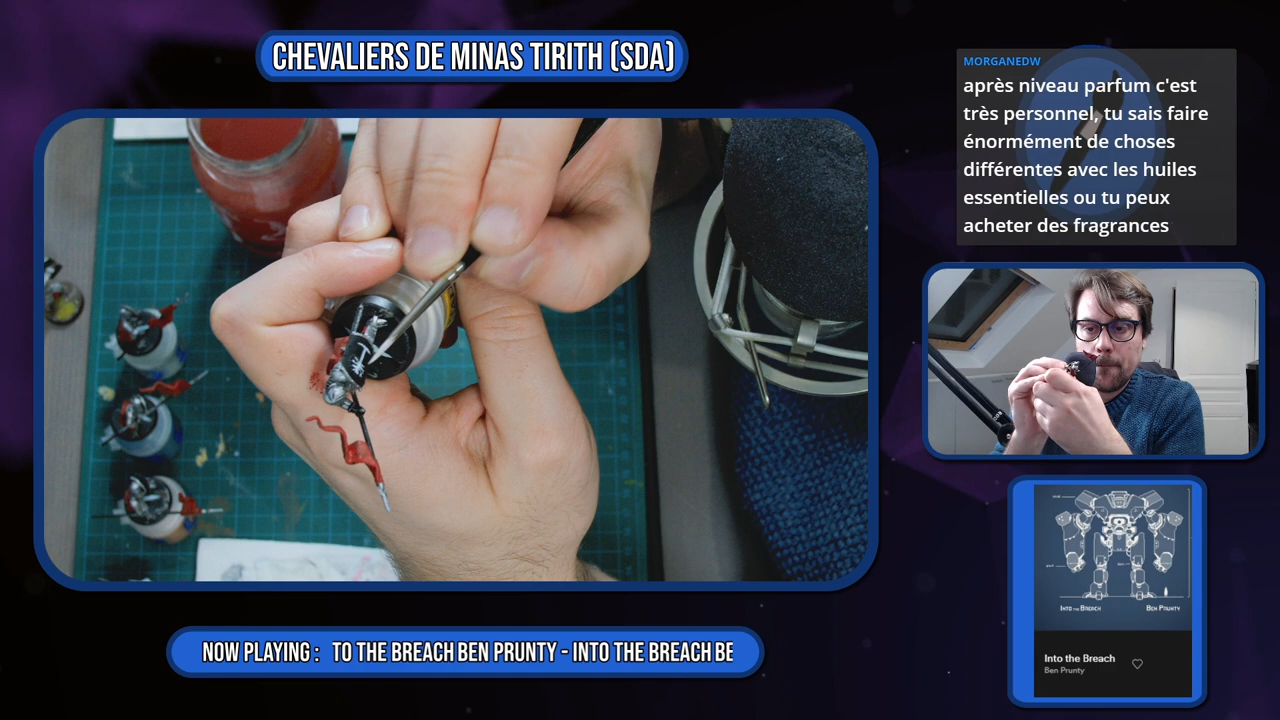 CHEVALIERS DE MINAS TIRITH (SDA)
MORGANEDW
après niveau parfum c'est
très personnel, tu sais faire
énormément de choses
différentes avec les huiles
essentielles ou tu peux
acheter des fragrances
INTO THE BREACH BEN PRUNTY
Into the Breach
Ben Prunty
NOW PLAYING : TO THE BREACH BEN PRUNTY - INTO THE BREACH BE